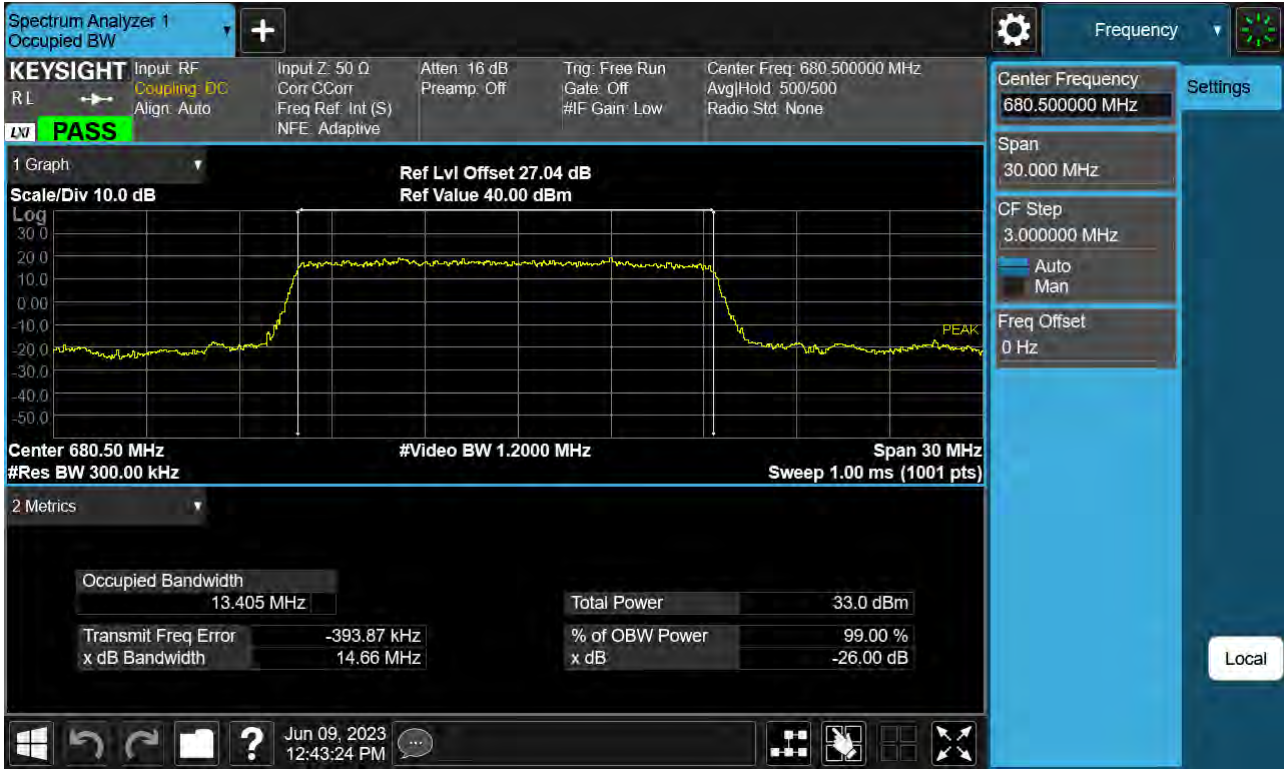 Spectrum Analyzer 1
Occupied BW
Frequency
KEYSIGHT
RL
LXI PASS
Input: RF
Coupling: DC
Align: Auto
Input Z: 50 Ω
Corr CCorr
Freq Ref: Int (S)
NFE: Adaptive
Atten: 16 dB
Preamp: Off
Trig: Free Run
Gate: Off
#IF Gain: Low
Center Freq: 680.500000 MHz
Avg|Hold: 500/500
Radio Std: None
Center Frequency
680.500000 MHz
Settings
Span
30.000 MHz
CF Step
3.000000 MHz
Auto
Man
Freq Offset
0 Hz
1 Graph
Scale/Div 10.0 dB
Ref Lvl Offset 27.04 dB
Ref Value 40.00 dBm
Log
30.0
20.0
10.0
0.00
-10.0
-20.0
-30.0
-40.0
-50.0
PEAK
Center 680.50 MHz
#Video BW 1.2000 MHz
Span 30 MHz
#Res BW 300.00 kHz
Sweep 1.00 ms (1001 pts)
2 Metrics
Occupied Bandwidth
13.405 MHz
Total Power 33.0 dBm
Transmit Freq Error -393.87 kHz
% of OBW Power 99.00 %
x dB Bandwidth 14.66 MHz
x dB -26.00 dB
Local
?
Jun 09, 2023
12:43:24 PM